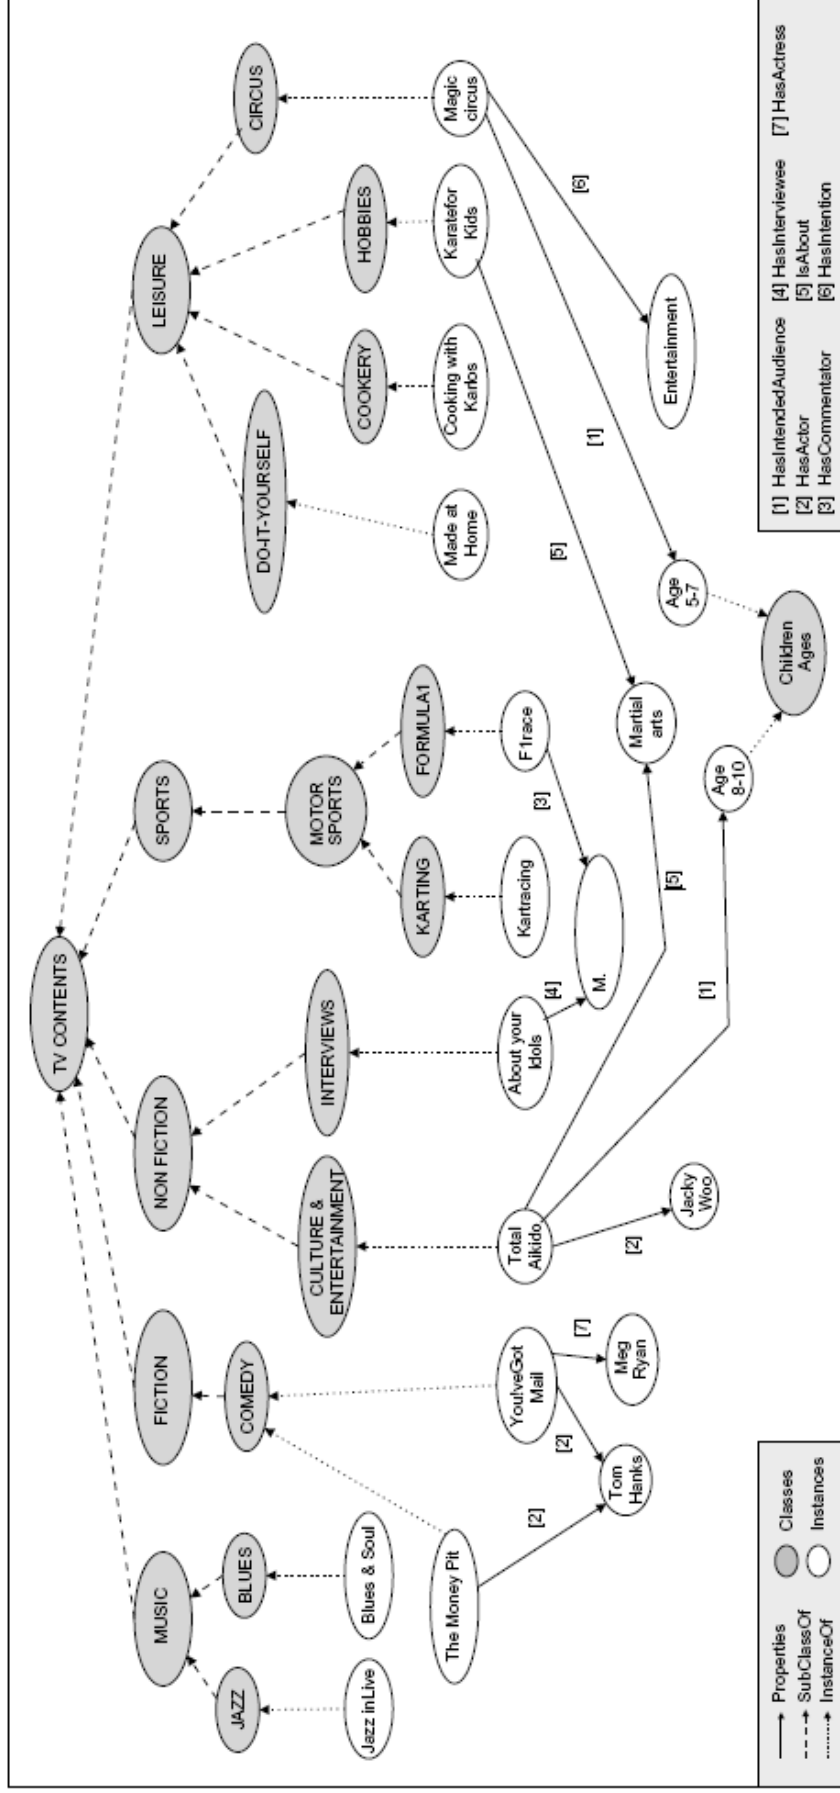 TV CONTENTS
MUSIC
FICTION
NON FICTION
SPORTS
LEISURE
JAZZ
BLUES
COMEDY
CULTURE &
ENTERTAINMENT
INTERVIEWS
MOTOR
SPORTS
KARTING
FORMULA1
DO-IT-YOURSELF
COOKERY
HOBBIES
CIRCUS
Jazz inLive
Blues & Soul
The Money Pit
You!veGot
Mail
Total
Aikido
About your
Idols
Kartracing
F1race
Made at
Home
Cooking with
Karlos
Karatefor
Kids
Magic
circus
[2]
[2]
[7]
[2]
[4]
[3]
[5]
[1]
[6]
[5]
[1]
Tom
Hanks
Meg
Ryan
Jacky
Woo
M.
Martial
arts
Entertainment
Age
8-10
Age
5-7
Children
Ages
Properties
SubClassOf
InstanceOf
Classes
Instances
[1] HasIntendedAudience
[2] HasActor
[3] HasCommentator
[4] HasInterviewee
[5] IsAbout
[6] HasIntention
[7] HasActress